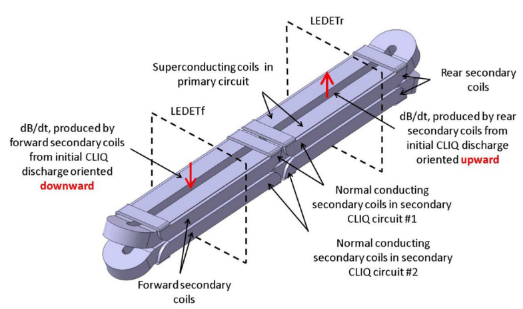 LEDETr
Superconducting coils in
primary circuit
Rear secondary
coils
LEDETf
dB/dt, produced by
forward secondary
coils
from initial CLIQ
discharge oriented
downward
dB/dt, produced by rear
secondary coils from
initial CLIQ discharge
oriented upward
Normal conducting
secondary coils in secondary
CLIQ circuit #1
Normal conducting
secondary coils in secondary
CLIQ circuit #2
Forward secondary
coils